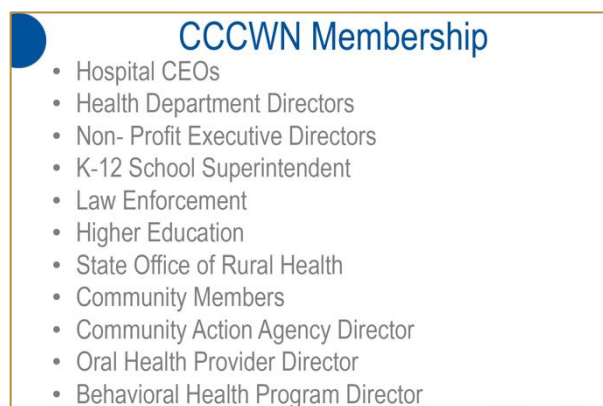 CCCWN Membership
• Hospital CEOs
• Health Department Directors
• Non- Profit Executive Directors
• K-12 School Superintendent
• Law Enforcement
• Higher Education
• State Office of Rural Health
• Community Members
• Community Action Agency Director
• Oral Health Provider Director
• Behavioral Health Program Director